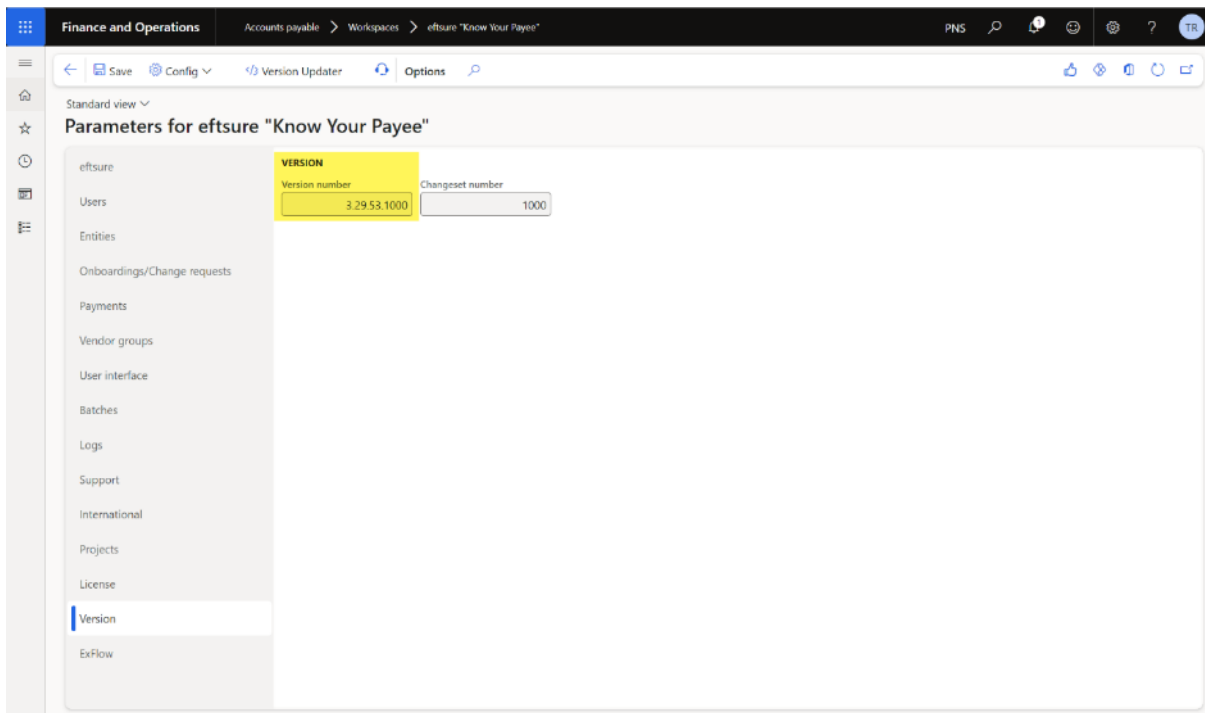 Finance and Operations
Accounts payable > Workspaces > eftsure "Know Your Payee"
PNS
1
?
TR
Save
Config
Version Updater
Options
Standard view
Parameters for eftsure "Know Your Payee"
eftsure
Users
Entities
Onboardings/Change requests
Payments
Vendor groups
User interface
Batches
Logs
Support
International
Projects
License
Version
ExFlow
VERSION
Version number Changeset number
3.29.53.1000 1000